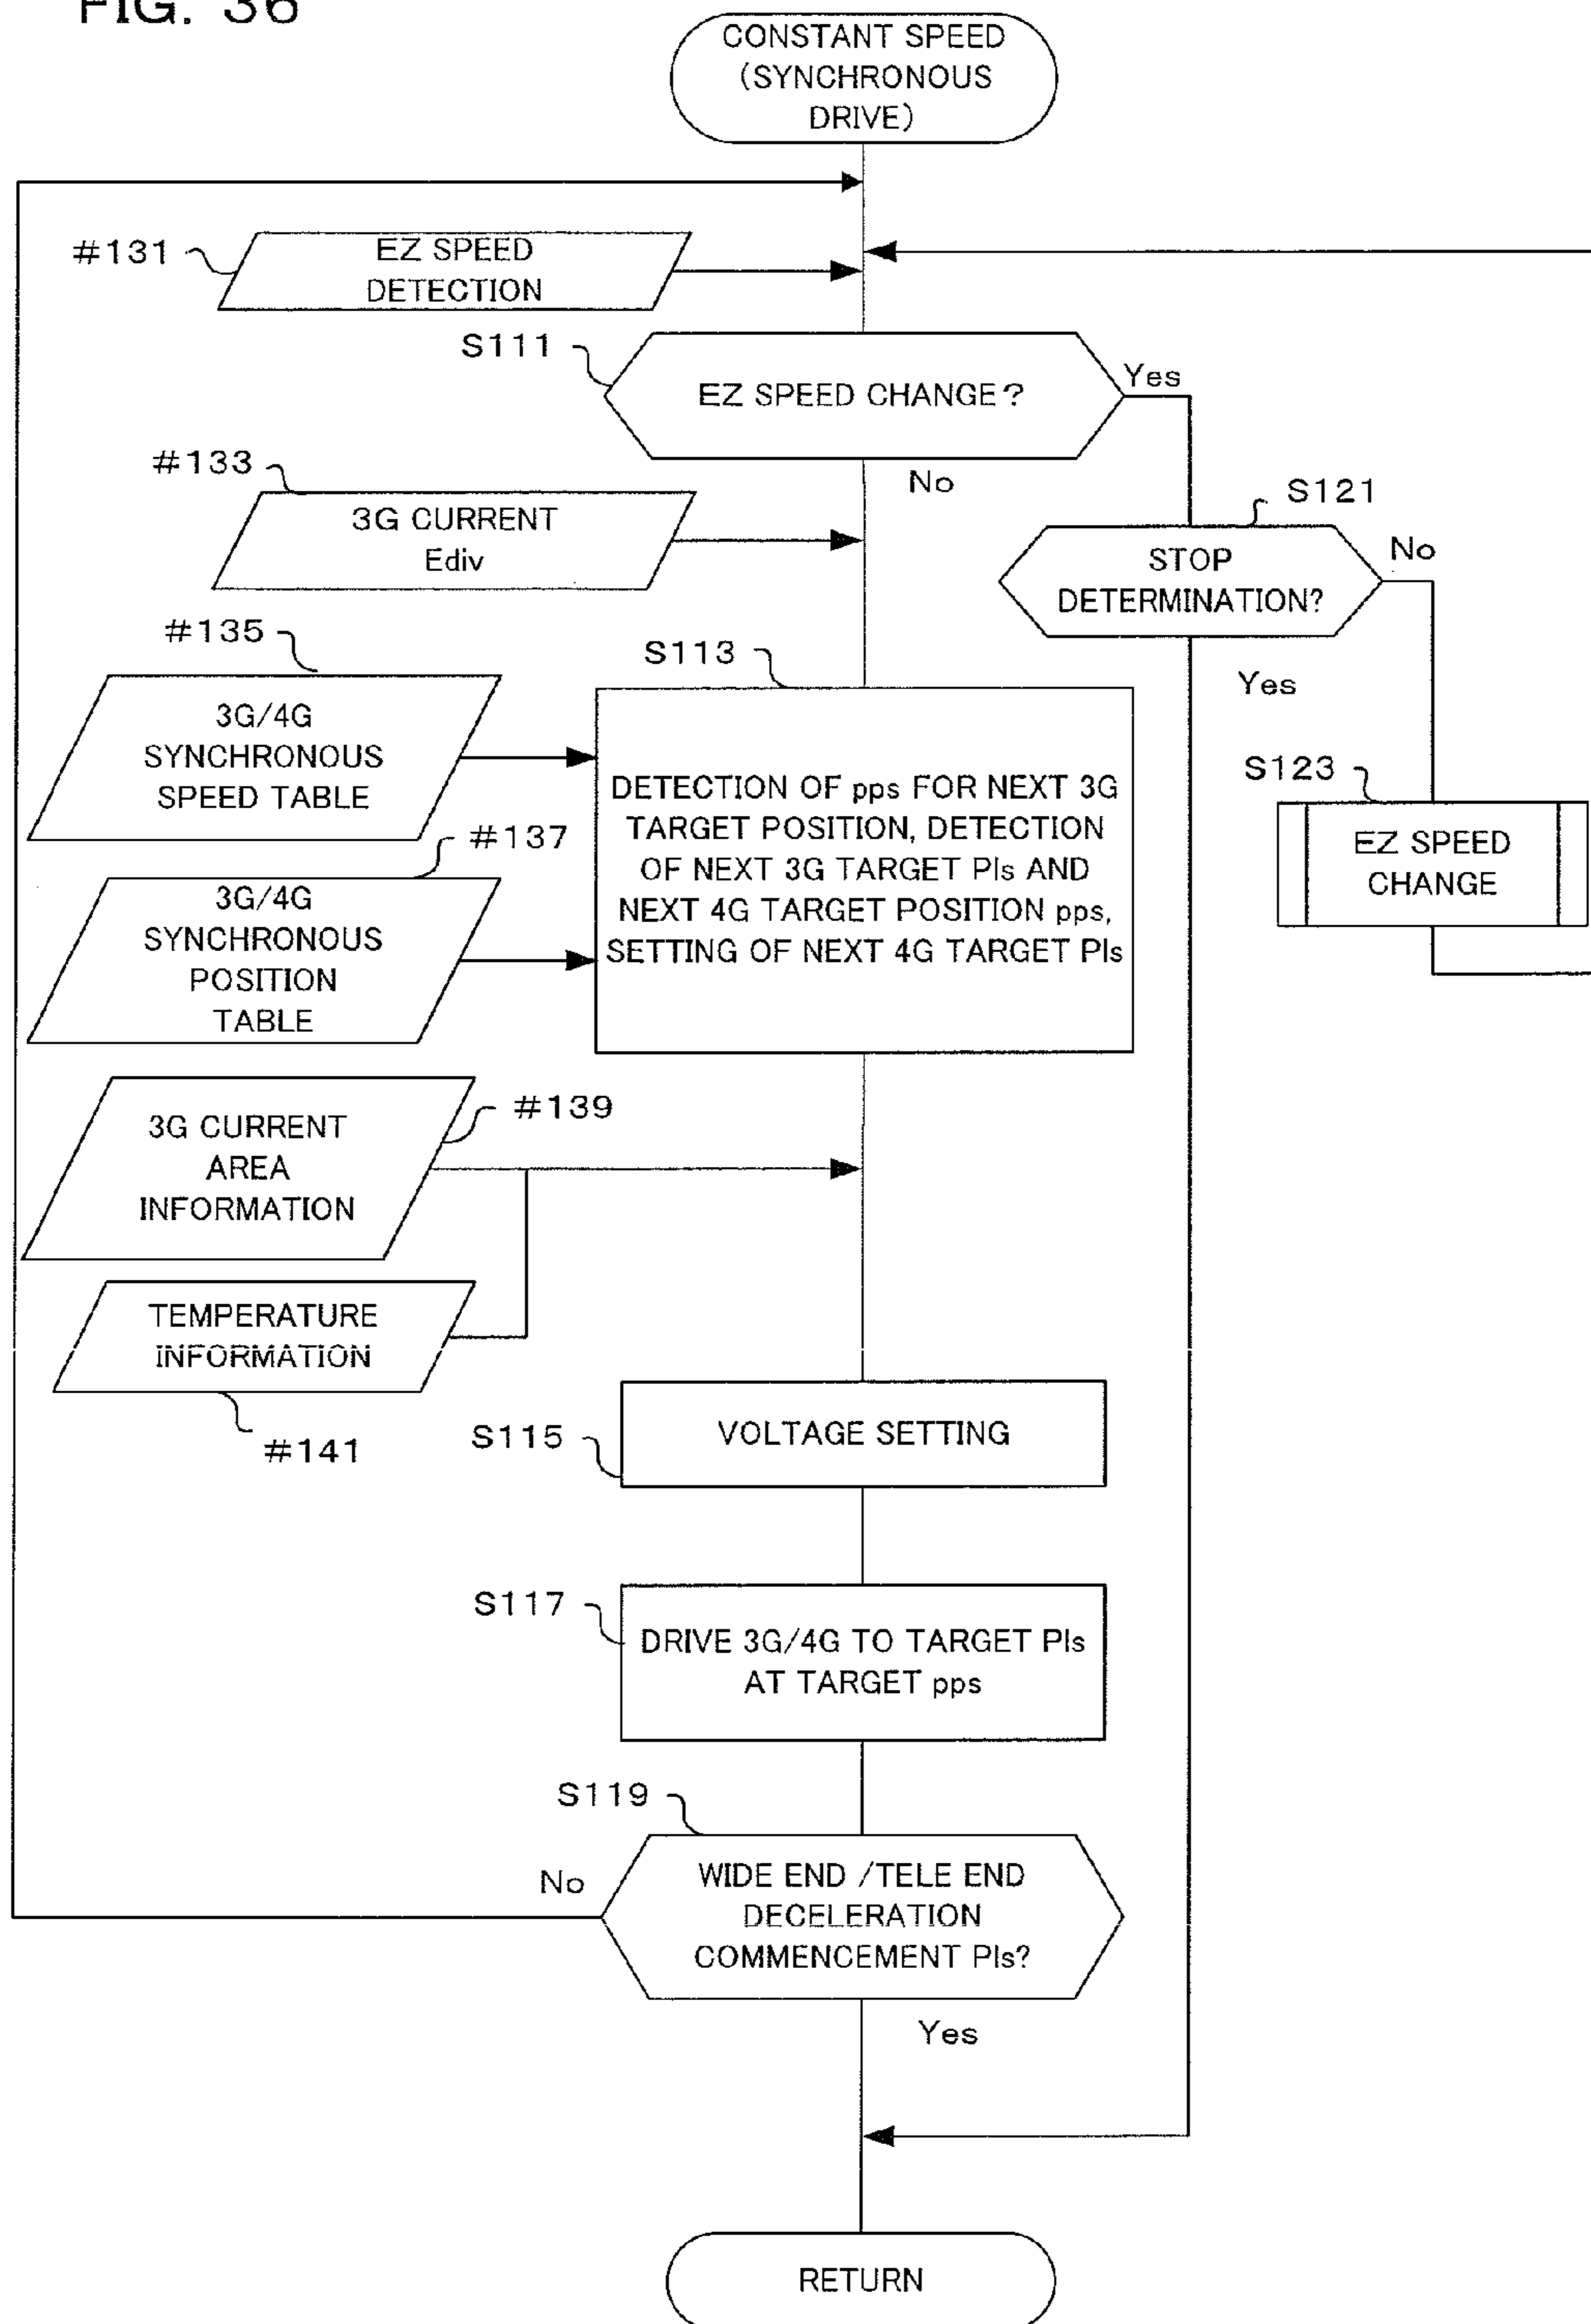 FIG. 36
CONSTANT SPEED
(SYNCHRONOUS
DRIVE)
#131
EZ SPEED
DETECTION
S111
EZ SPEED CHANGE?
Yes
No
#133
3G CURRENT
Ediv
S121
STOP
DETERMINATION?
No
Yes
#135
3G/4G
SYNCHRONOUS
SPEED TABLE
S113
DETECTION OF pps FOR NEXT 3G
TARGET POSITION, DETECTION
OF NEXT 3G TARGET PIs AND
NEXT 4G TARGET POSITION pps,
SETTING OF NEXT 4G TARGET PIs
S123
EZ SPEED
CHANGE
#137
3G/4G
SYNCHRONOUS
POSITION
TABLE
#139
3G CURRENT
AREA
INFORMATION
TEMPERATURE
INFORMATION
#141
S115
VOLTAGE SETTING
S117
DRIVE 3G/4G TO TARGET PIs
AT TARGET pps
S119
WIDE END /TELE END
DECELERATION
COMMENCEMENT PIs?
No
Yes
RETURN